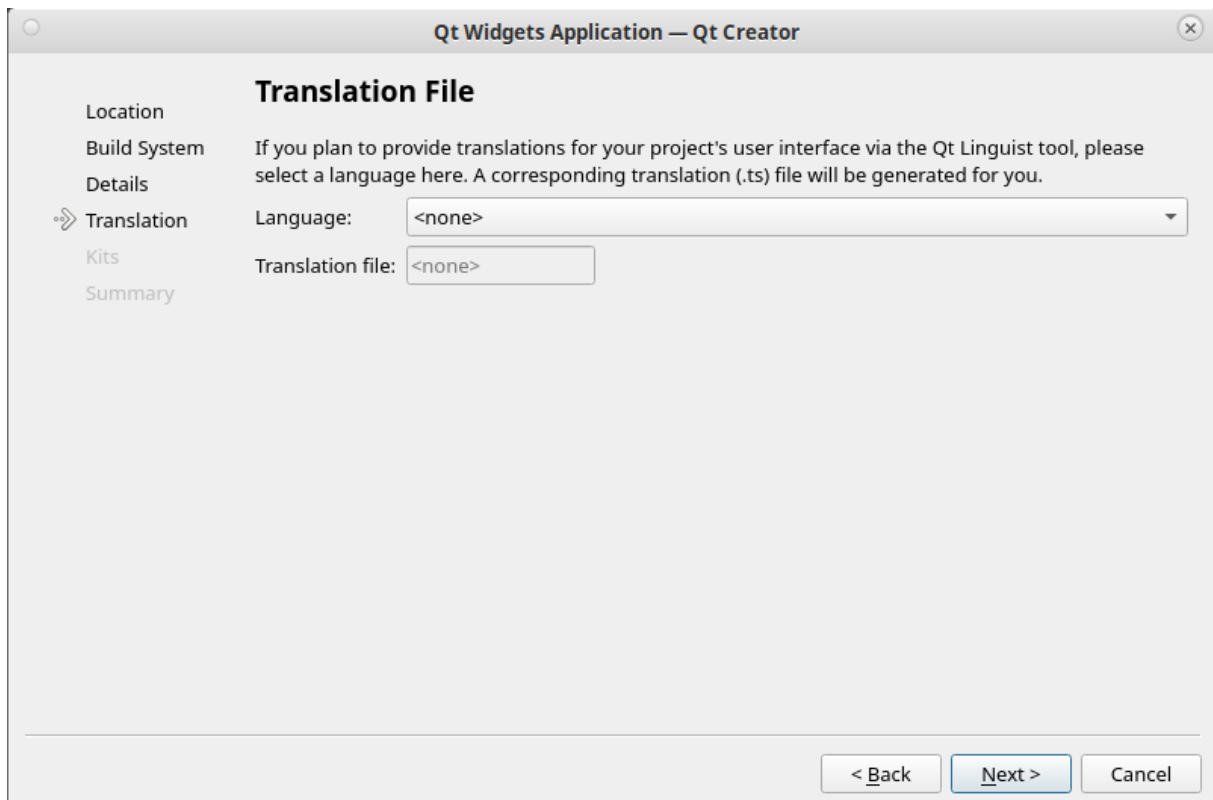 Qt Widgets Application — Qt Creator
Location
Build System
Details
Translation
Kits
Summary
Translation File
If you plan to provide translations for your project's user interface via the Qt Linguist tool, please
select a language here. A corresponding translation (.ts) file will be generated for you.
Language: <none>
Translation file: <none>
< Back Next > Cancel